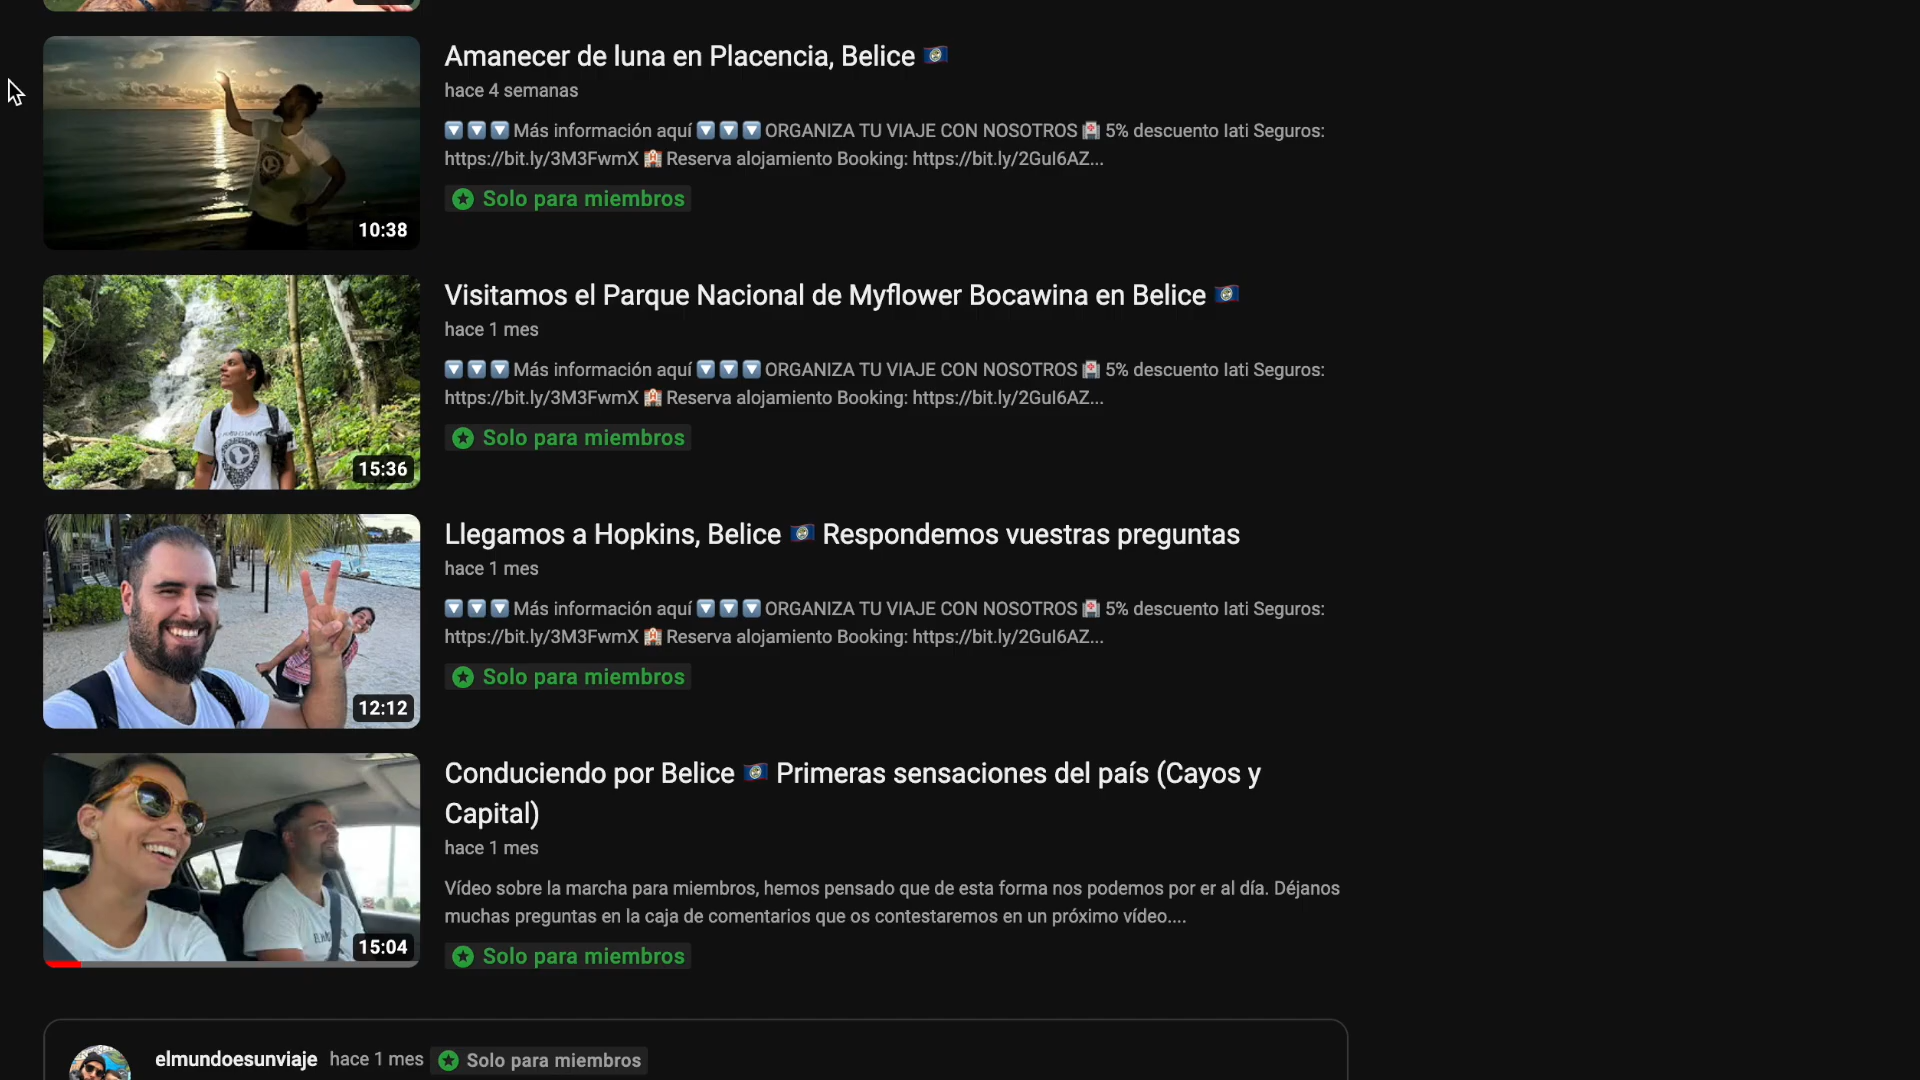 Amanecer de luna en Placencia, Belice 🇧🇿
hace 4 semanas
🔽🔽🔽 Más información aquí 🔽🔽🔽 ORGANIZA TU VIAJE CON NOSOTROS 🏥 5% descuento Iati Seguros:
https://bit.ly/3M3FwmX 🏨 Reserva alojamiento Booking: https://bit.ly/2GuI6AZ...
Solo para miembros
10:38
Visitamos el Parque Nacional de Myflower Bocawina en Belice 🇧🇿
hace 1 mes
🔽🔽🔽 Más información aquí 🔽🔽🔽 ORGANIZA TU VIAJE CON NOSOTROS 🏥 5% descuento Iati Seguros:
https://bit.ly/3M3FwmX 🏨 Reserva alojamiento Booking: https://bit.ly/2GuI6AZ...
Solo para miembros
15:36
Llegamos a Hopkins, Belice 🇧🇿 Respondemos vuestras preguntas
hace 1 mes
🔽🔽🔽 Más información aquí 🔽🔽🔽 ORGANIZA TU VIAJE CON NOSOTROS 🏥 5% descuento Iati Seguros:
https://bit.ly/3M3FwmX 🏨 Reserva alojamiento Booking: https://bit.ly/2GuI6AZ...
Solo para miembros
12:12
Conduciendo por Belice 🇧🇿 Primeras sensaciones del país (Cayos y
Capital)
hace 1 mes
Vídeo sobre la marcha para miembros, hemos pensado que de esta forma nos podemos por er al día. Déjanos
muchas preguntas en la caja de comentarios que os contestaremos en un próximo vídeo....
Solo para miembros
15:04
elmundoesunviaje hace 1 mes Solo para miembros